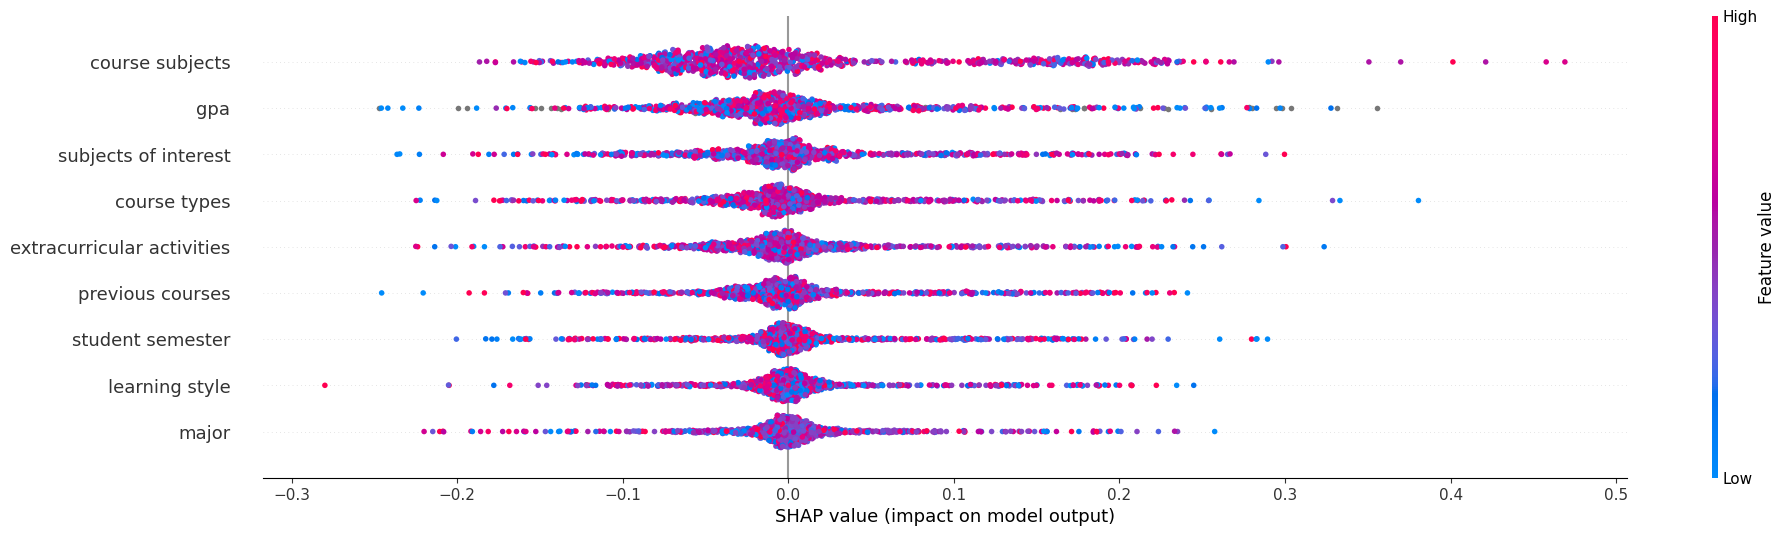 High
course subjects
gpa
subjects of interest
course types
extracurricular activities
previous courses
student semester
learning style
major
Feature value
Low
−0.3 −0.2 −0.1 0.0 0.1 0.2 0.3 0.4 0.5
SHAP value (impact on model output)